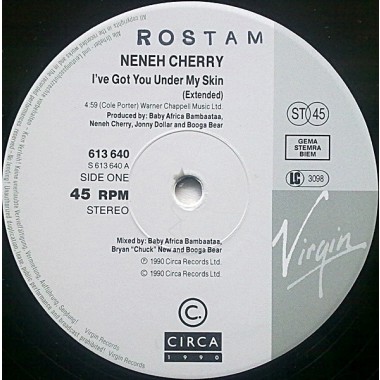 ROSTAM
NENEH CHERRY
I've Got You Under My Skin
(Extended)
4:59 (Cole Porter) Warner Chappell Music Ltd
Produced by: Baby Africa Bambaataa,
Neneh Cherry, Jonny Dollar and Booga Bear
ST 45
613 640
S 613 640 A
SIDE ONE
45 RPM
STEREO
GEMA
STEMRA
BIEM
LC 3098
Mixed by: Baby Africa Bambaataa,
Bryan "Chuck" New and Booga Bear
Ⓟ 1990 Circa Records Ltd.
© 1990 Circa Records Ltd.
Virgin
C.
CIRCA
1990
Virgin Records